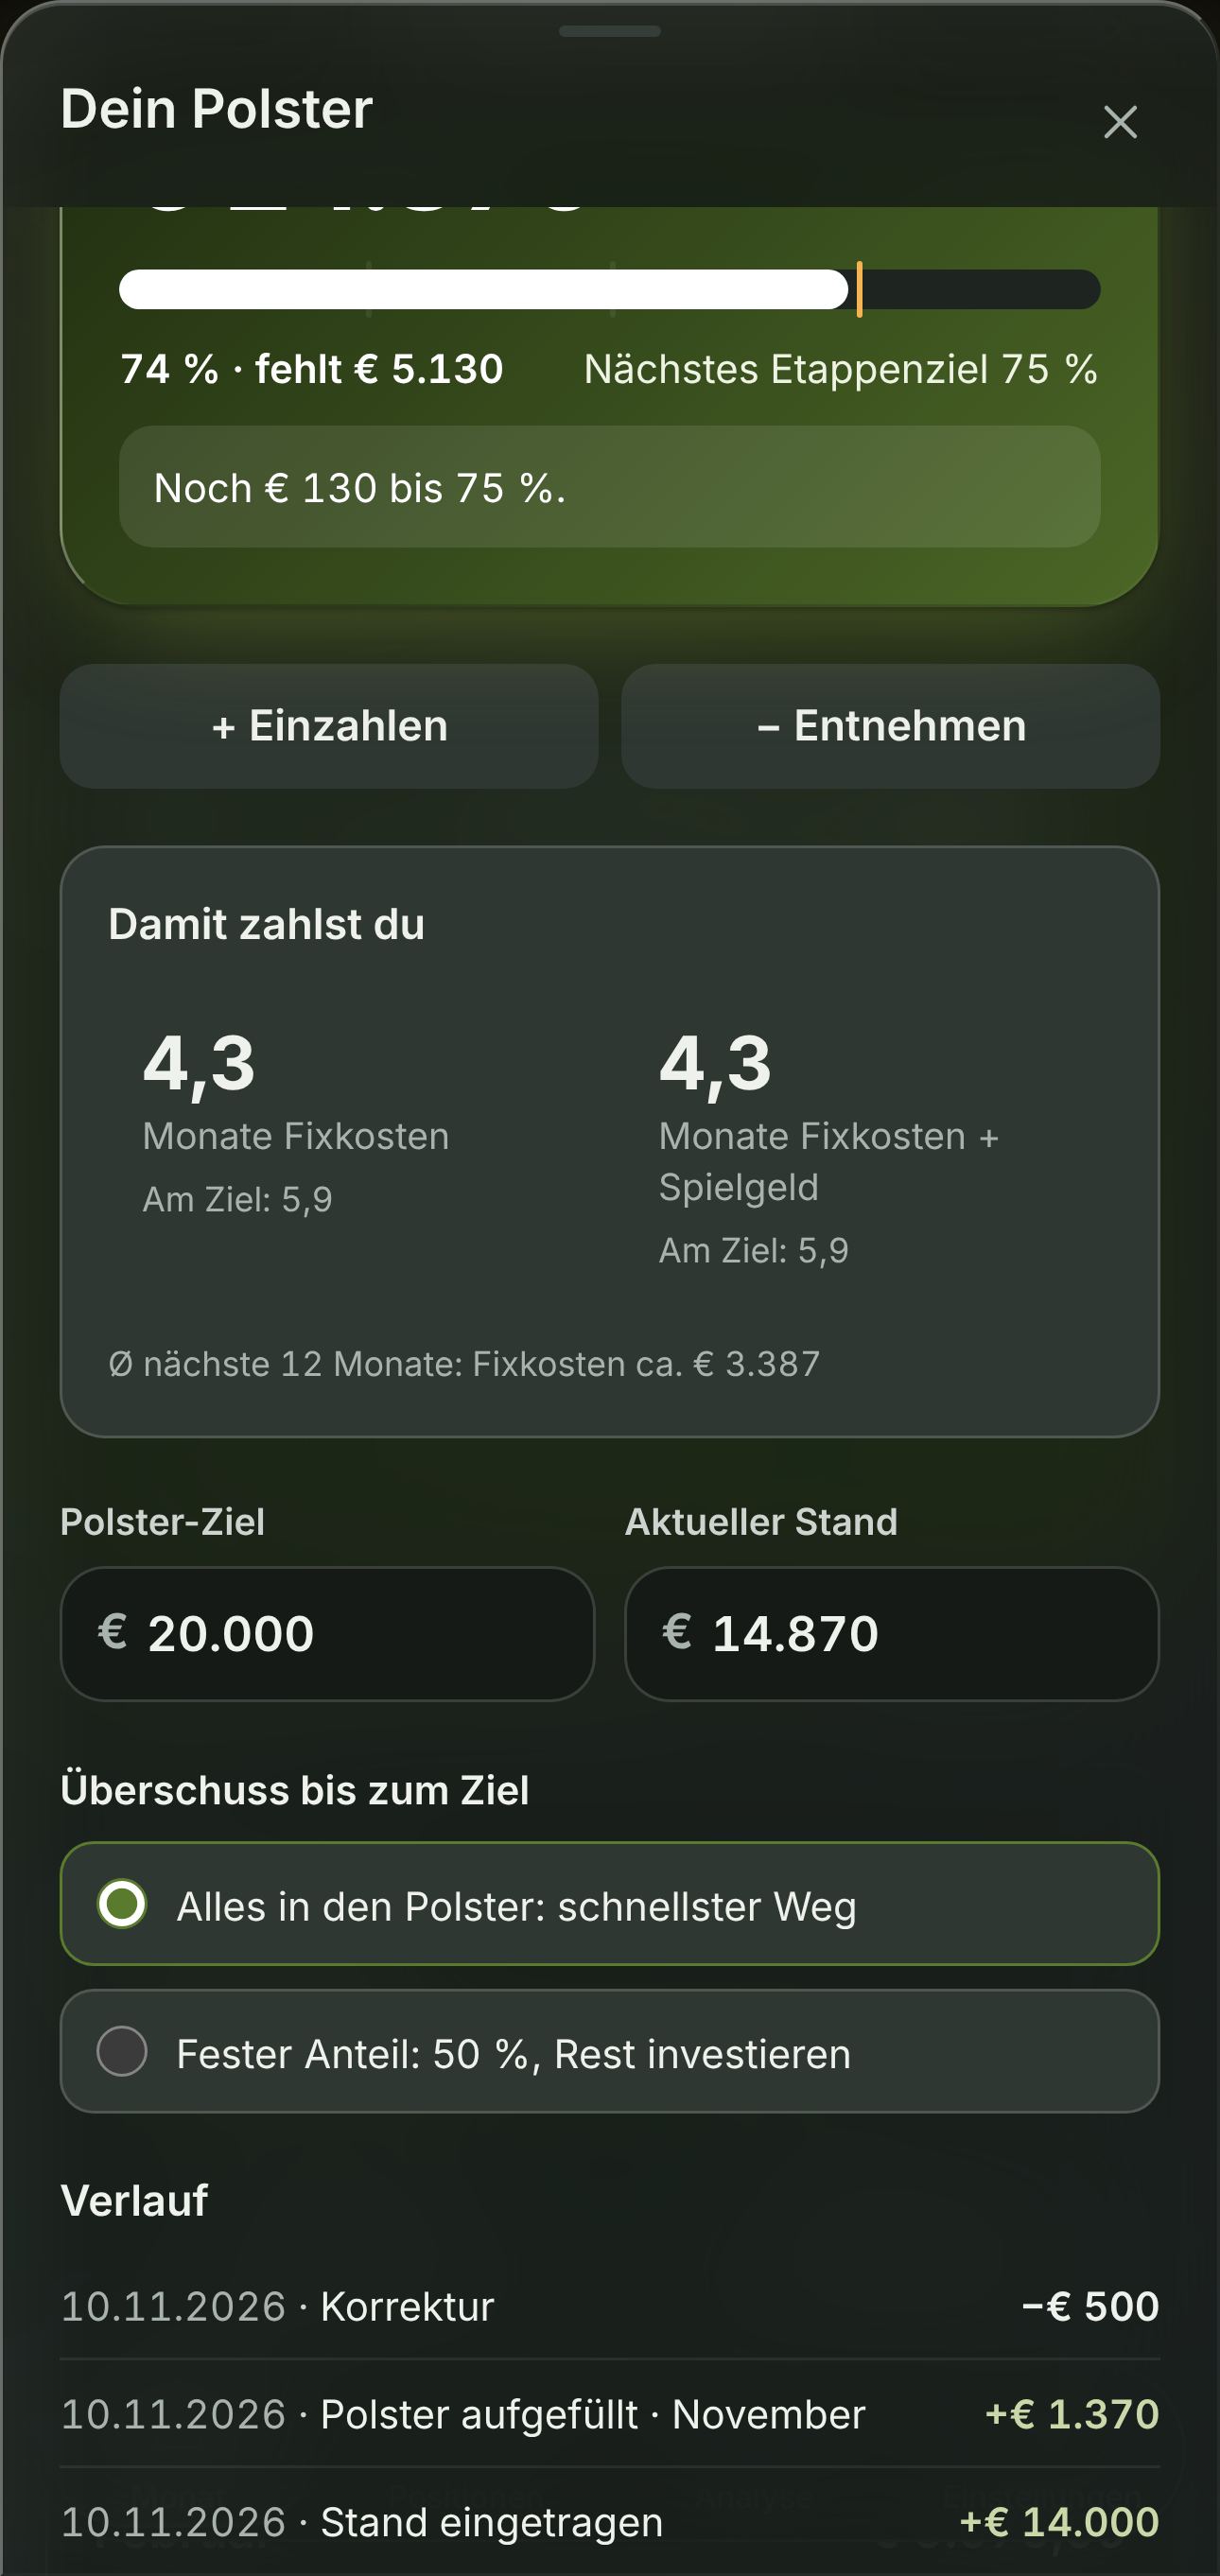 Dein Polster
74 % · fehlt € 5.130
Nächstes Etappenziel 75 %
Noch € 130 bis 75 %.
+ Einzahlen
− Entnehmen
Damit zahlst du
4,3
Monate Fixkosten
Am Ziel: 5,9
4,3
Monate Fixkosten +
Spielgeld
Am Ziel: 5,9
Ø nächste 12 Monate: Fixkosten ca. € 3.387
Polster-Ziel
Aktueller Stand
€ 20.000
€ 14.870
Überschuss bis zum Ziel
Alles in den Polster: schnellster Weg
Fester Anteil: 50 %, Rest investieren
Verlauf
10.11.2026 · Korrektur −€ 500
10.11.2026 · Polster aufgefüllt · November +€ 1.370
10.11.2026 · Stand eingetragen +€ 14.000